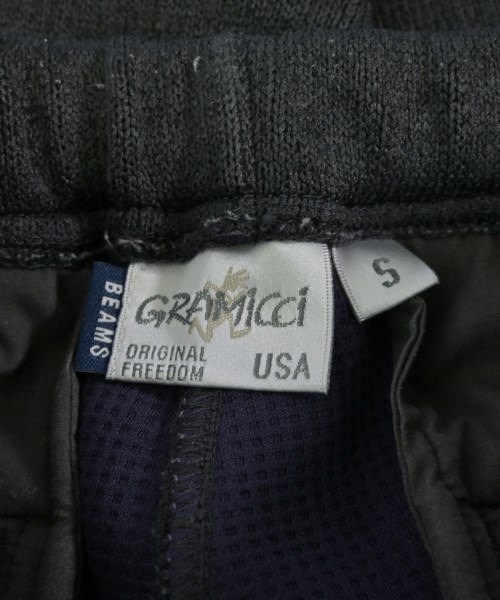 BEAMS
GRAMiCCi
ORIGINAL
FREEDOM
USA
S